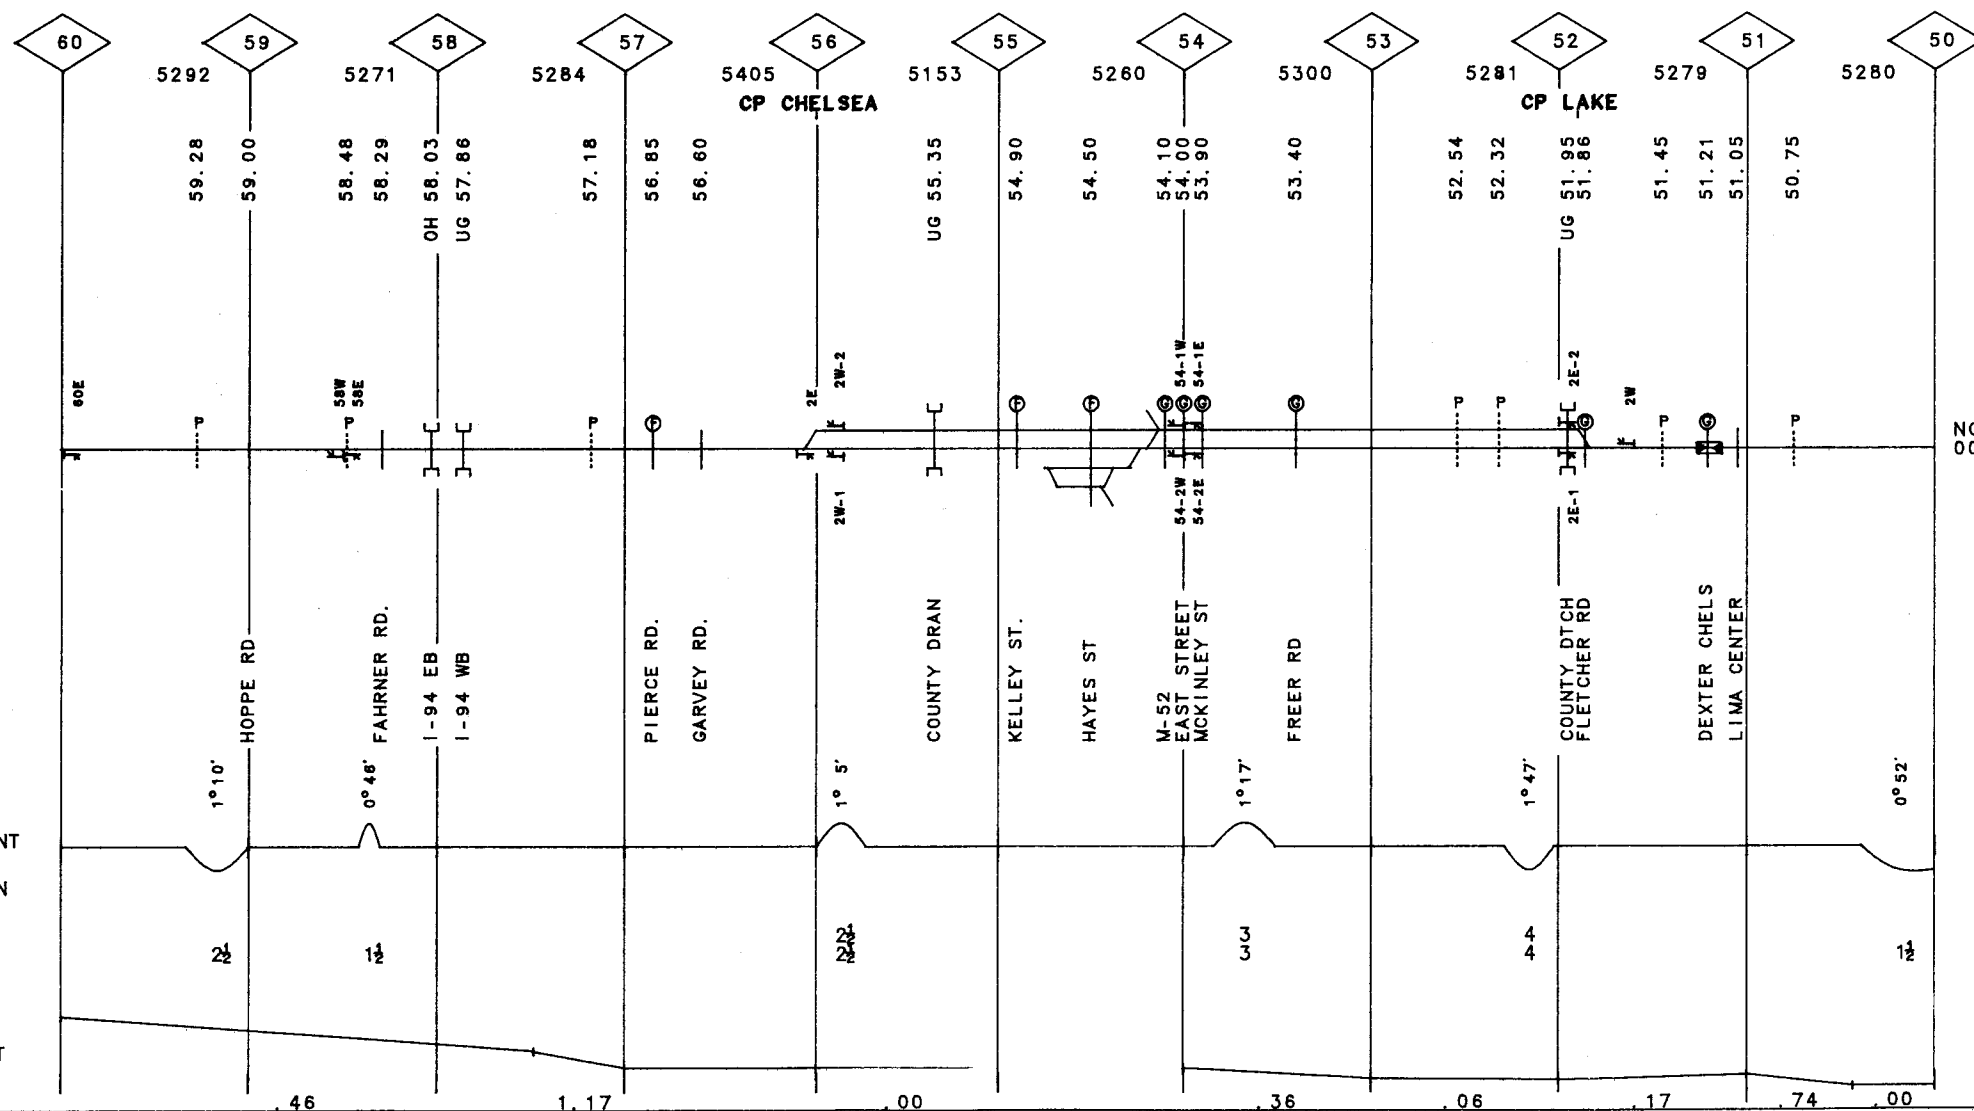 60 59 58 57 56 55 54 53 52 51 50
5292 5271 5284 5405 5153 5260 5300 5281 5279 5280
CP CHELSEA CP LAKE
59.28
59.00
58.48
58.29
OH 58.03
UG 57.86
57.18
56.85
56.60
UG 55.35
54.90
54.50
54.10
54.00
53.90
53.40
52.54
52.32
UG 51.95
51.86
51.45
51.21
51.05
50.75
60E
P
58W
58E
P
P
F
2E
2W-2
2W-1
F
F
G
G
G
54-1W
54-1E
54-2W
54-2E
G
P
P
2E-2
2E-1
G
2W
P
G
P
NO
00
HOPPE RD
FAHRNER RD.
I-94 EB
I-94 WB
PIERCE RD.
GARVEY RD.
COUNTY DRAN
KELLEY ST.
HAYES ST
M-52
EAST STREET
MCKINLEY ST
FREER RD
COUNTY DTCH
FLETCHER RD
DEXTER CHELS
LIMA CENTER
1°10'
0°46'
1° 5'
1°17'
1°47'
0°52'
NT
N
2½ 1½ 2½ 3 4 1½
2½ 3 4
T
.46 1.17 .00 .36 .06 .17 .74 .00